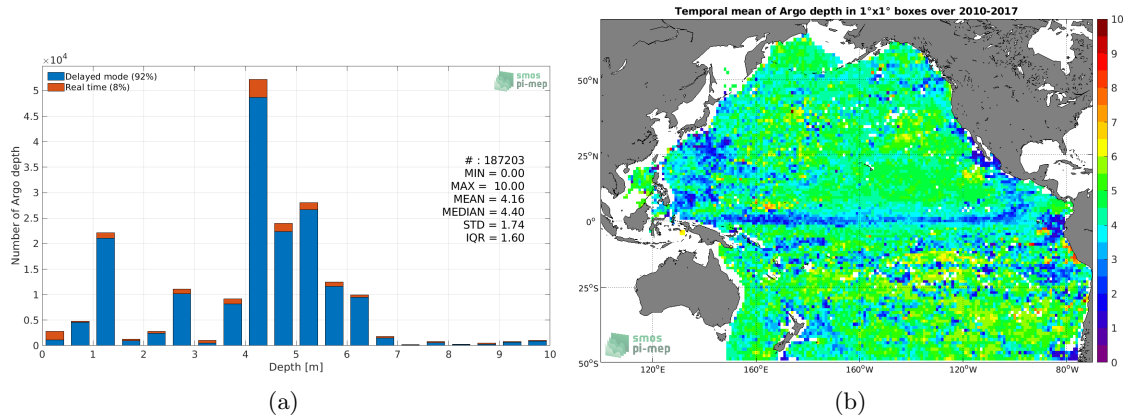 ×10⁴
Delayed mode (92%)
Real time (8%)
smos
pi-mep
# : 187203
MIN = 0.00
MAX = 10.00
MEAN = 4.16
MEDIAN = 4.40
STD = 1.74
IQR = 1.60
Number of Argo depth
5
4.5
4
3.5
3
2.5
2
1.5
1
0.5
0
0 1 2 3 4 5 6 7 8 9 10
Depth [m]
(a)
Temporal mean of Argo depth in 1°x1° boxes over 2010-2017
50°N
25°N
0°
25°S
50°S
120°E 160°E 160°W 120°W 80°W
smos
pi-mep
10
9
8
7
6
5
4
3
2
1
0
(b)